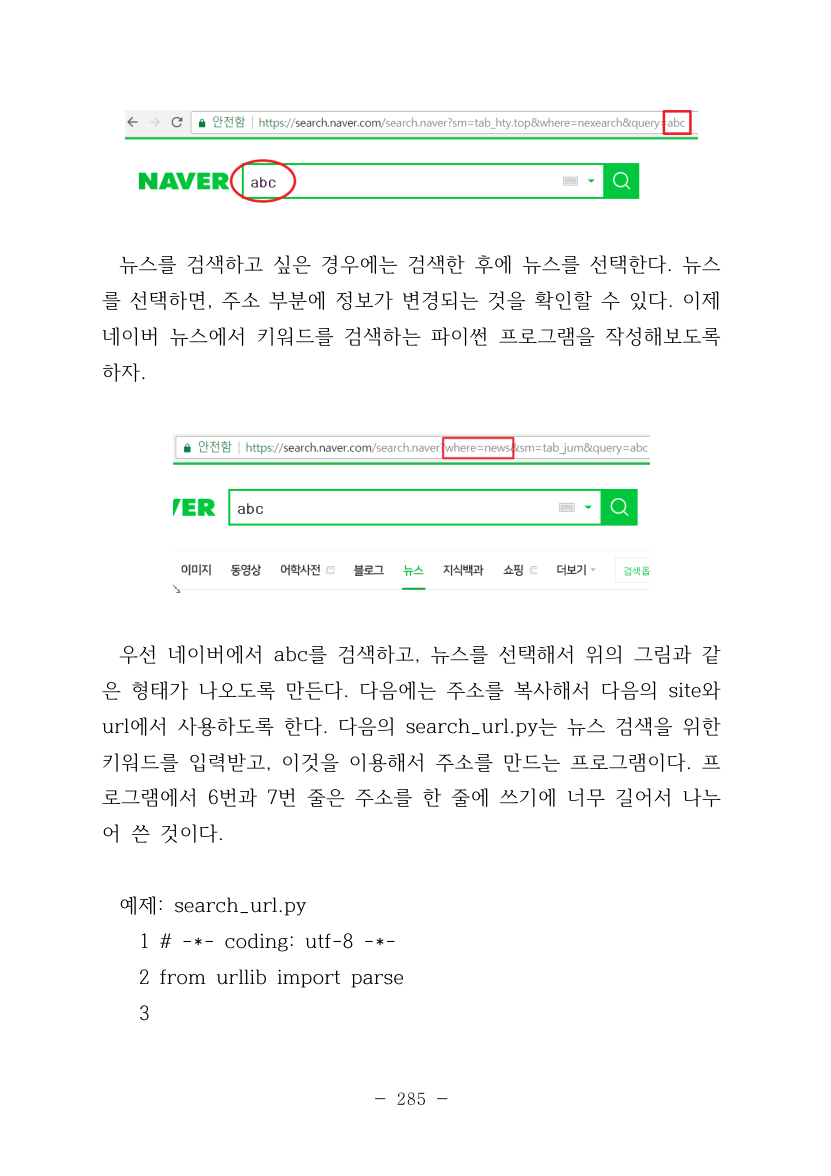 안전함 | https://search.naver.com/search.naver?sm=tab_hty.top&where=nexearch&query=abc
NAVER abc
뉴스를 검색하고 싶은 경우에는 검색한 후에 뉴스를 선택한다. 뉴스
를 선택하면, 주소 부분에 정보가 변경되는 것을 확인할 수 있다. 이제
네이버 뉴스에서 키워드를 검색하는 파이썬 프로그램을 작성해보도록
하자.
안전함 | https://search.naver.com/search.naver?where=news&sm=tab_jum&query=abc
VER abc
이미지 동영상 어학사전 블로그 뉴스 지식백과 쇼핑 더보기 검색옵
우선 네이버에서 abc를 검색하고, 뉴스를 선택해서 위의 그림과 같
은 형태가 나오도록 만든다. 다음에는 주소를 복사해서 다음의 site와
url에서 사용하도록 한다. 다음의 search_url.py는 뉴스 검색을 위한
키워드를 입력받고, 이것을 이용해서 주소를 만드는 프로그램이다. 프
로그램에서 6번과 7번 줄은 주소를 한 줄에 쓰기에 너무 길어서 나누
어 쓴 것이다.
예제: search_url.py
1 # -*- coding: utf-8 -*-
2 from urllib import parse
3
- 285 -